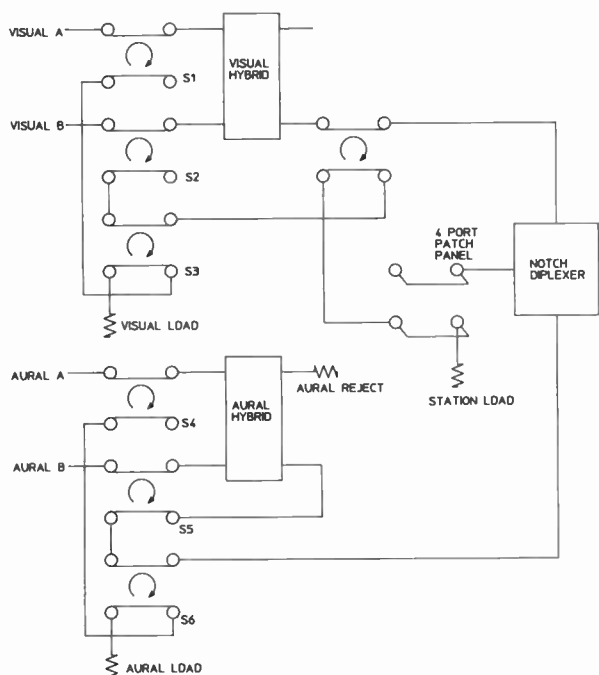 VISUAL A
VISUAL
HYBRID
S1
VISUAL B
S2
4 PORT
PATCH
PANEL
NOTCH
DIPLEXER
S3
VISUAL LOAD
AURAL A
AURAL REJECT
AURAL
HYBRID
STATION LOAD
S4
AURAL B
S5
S6
AURAL LOAD